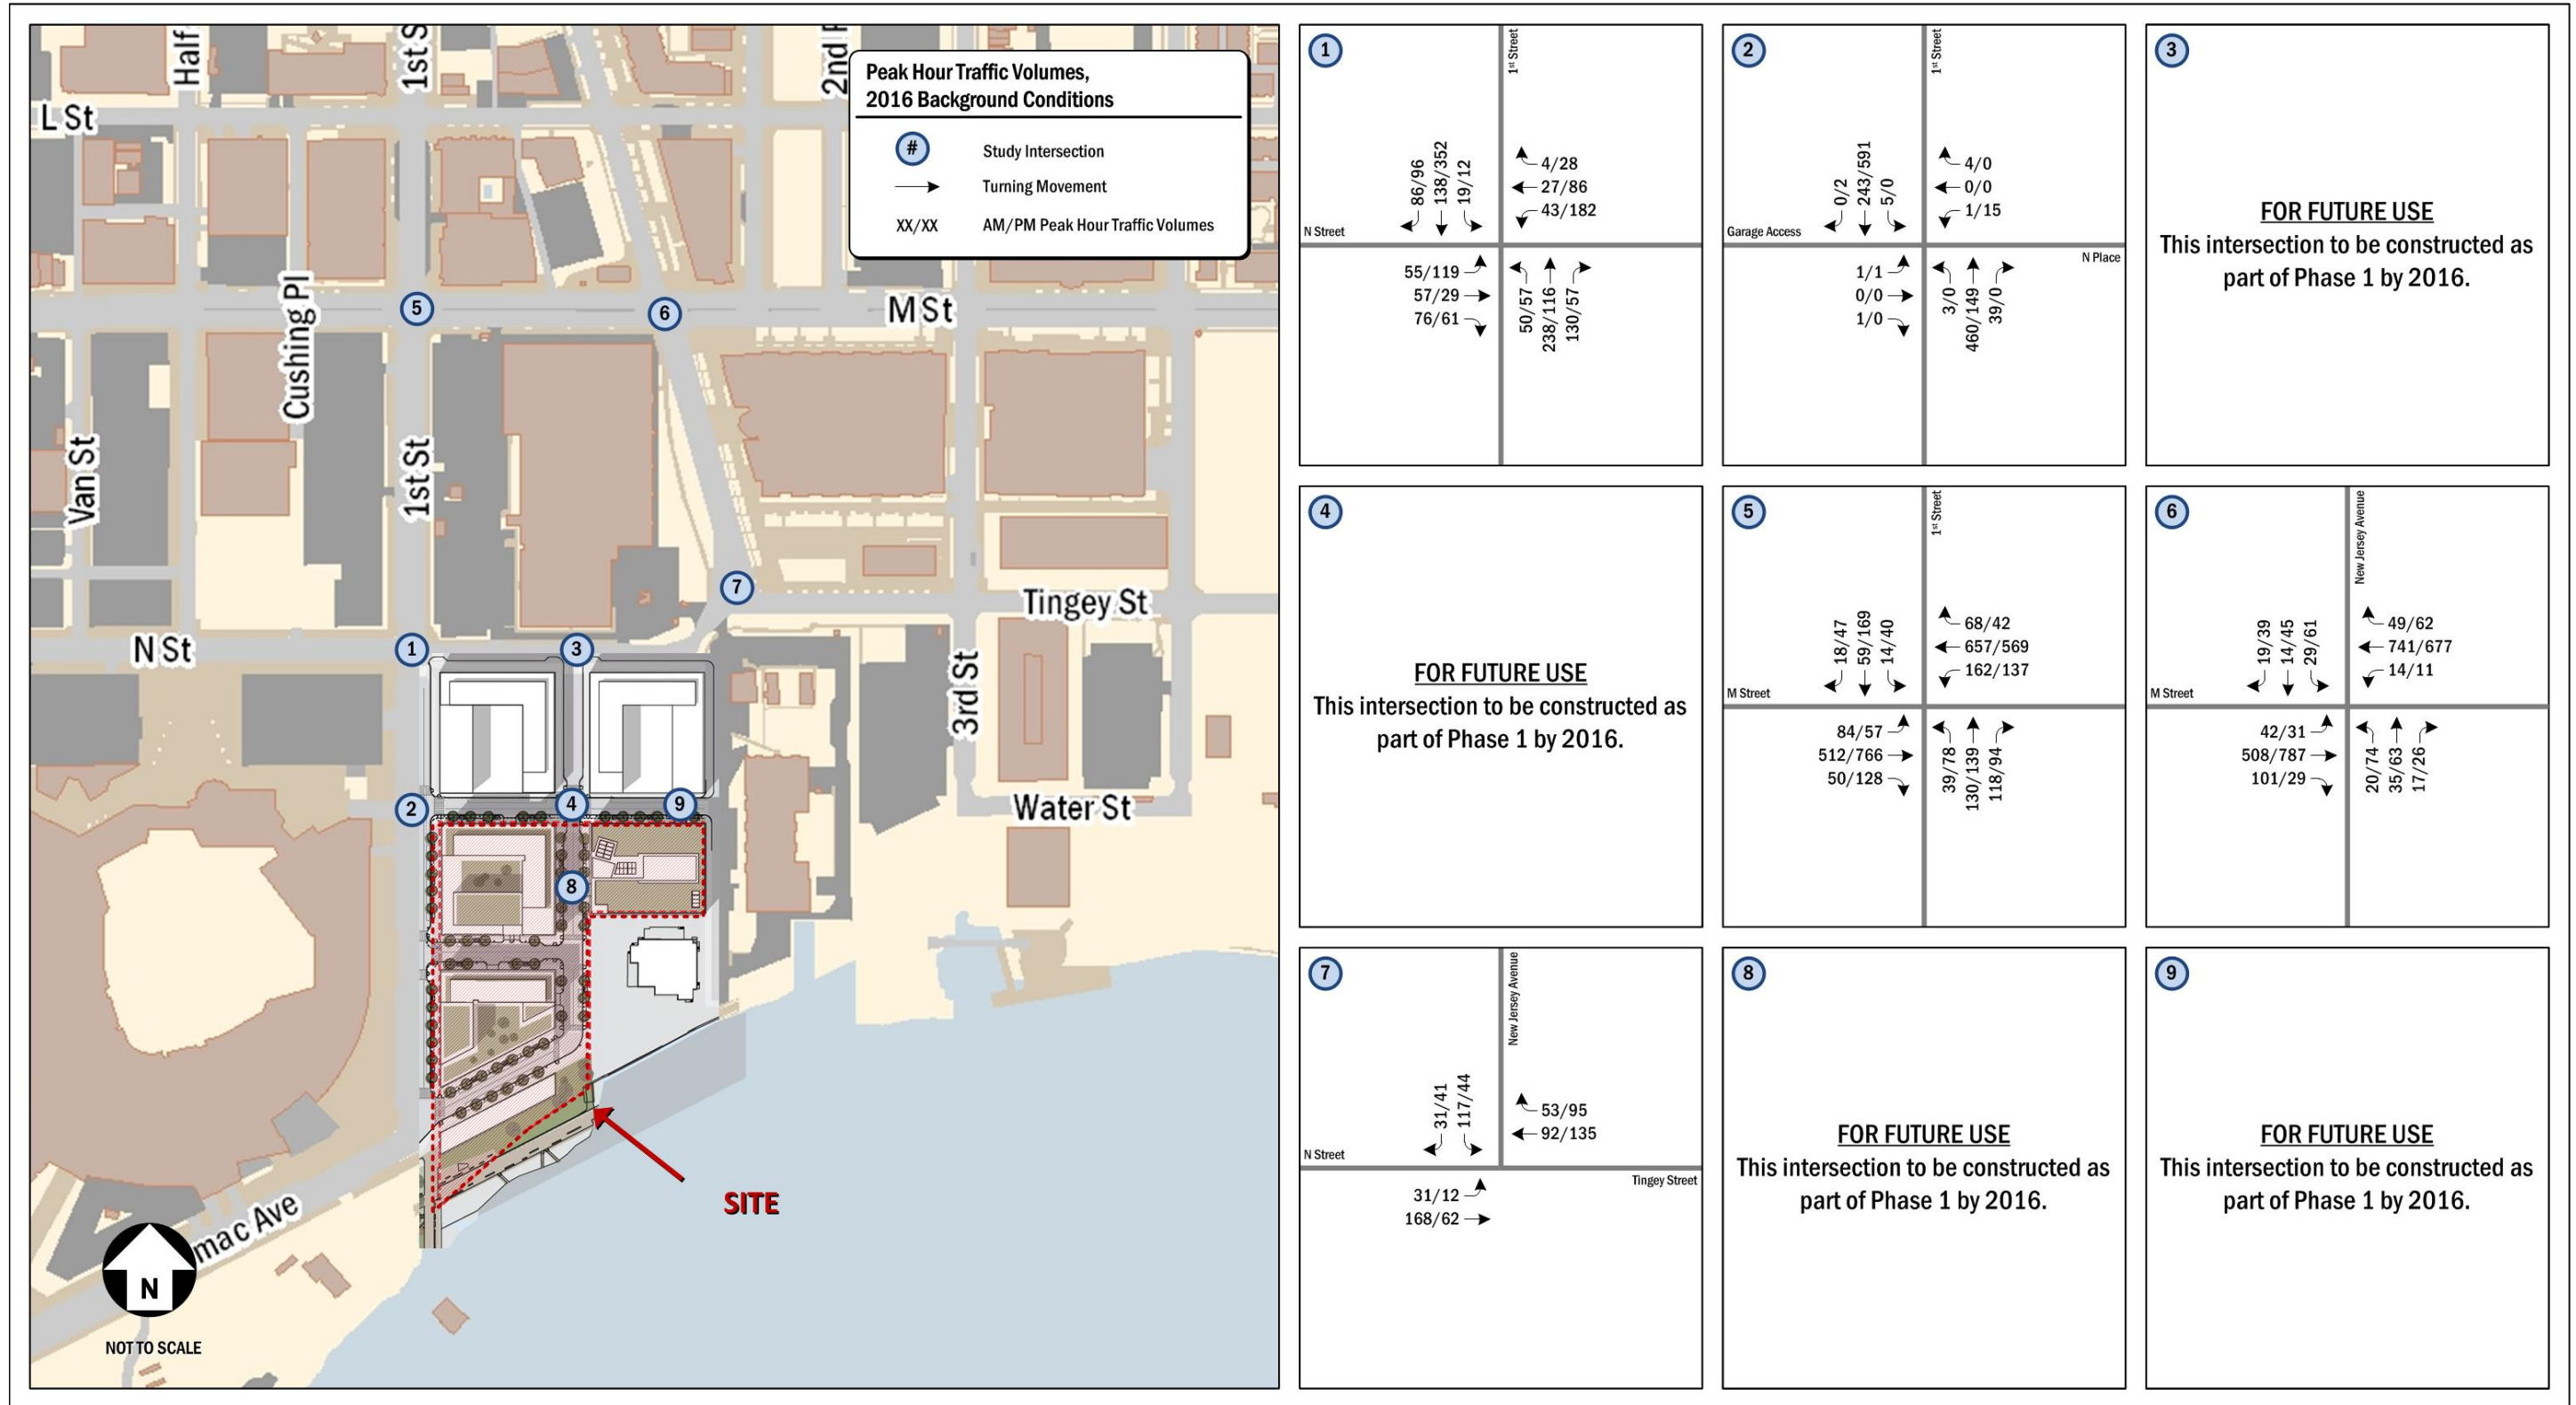 Half
1st S
2nd F
L St
Peak Hour Traffic Volumes,
2016 Background Conditions
# Study Intersection
Turning Movement
XX/XX AM/PM Peak Hour Traffic Volumes
Cushing Pl
5
6
M St
Van St
1st St
7
Tingey St
N St
1
3
3rd St
2
4
9
Water St
8
SITE
mac Ave
N
NOT TO SCALE
1
1st Street
86/96
138/352
19/12
4/28
27/86
43/182
N Street
55/119
57/29
76/61
50/57
238/116
130/57
2
1st Street
0/2
243/591
5/0
4/0
0/0
1/15
Garage Access
N Place
1/1
0/0
1/0
3/0
460/149
39/0
3
FOR FUTURE USE
This intersection to be constructed as
part of Phase 1 by 2016.
4
FOR FUTURE USE
This intersection to be constructed as
part of Phase 1 by 2016.
5
1st Street
18/47
59/169
14/40
68/42
657/569
162/137
M Street
84/57
512/766
50/128
39/78
130/139
118/94
6
New Jersey Avenue
19/39
14/45
29/61
49/62
741/677
14/11
M Street
42/31
508/787
101/29
20/74
35/63
17/26
7
New Jersey Avenue
31/41
117/44
53/95
92/135
N Street
Tingey Street
31/12
168/62
8
FOR FUTURE USE
This intersection to be constructed as
part of Phase 1 by 2016.
9
FOR FUTURE USE
This intersection to be constructed as
part of Phase 1 by 2016.